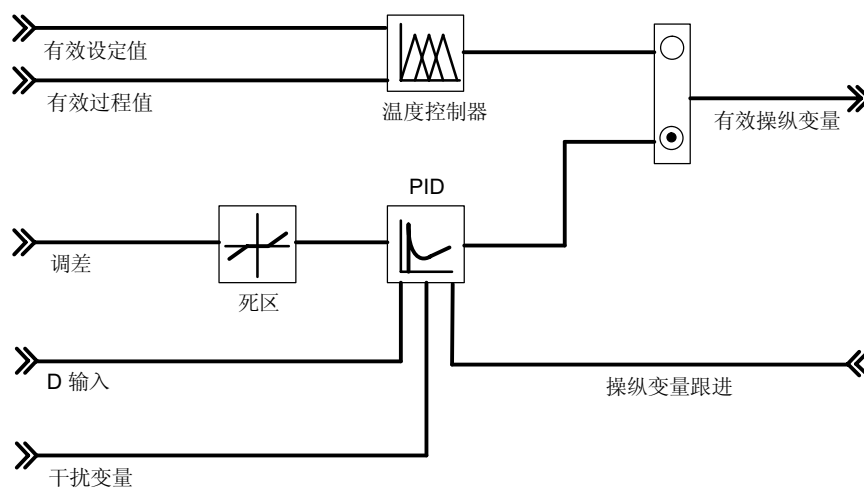 有效设定值
有效过程值
温度控制器
有效操纵变量
PID
调差
死区
D 输入
操纵变量跟进
干扰变量